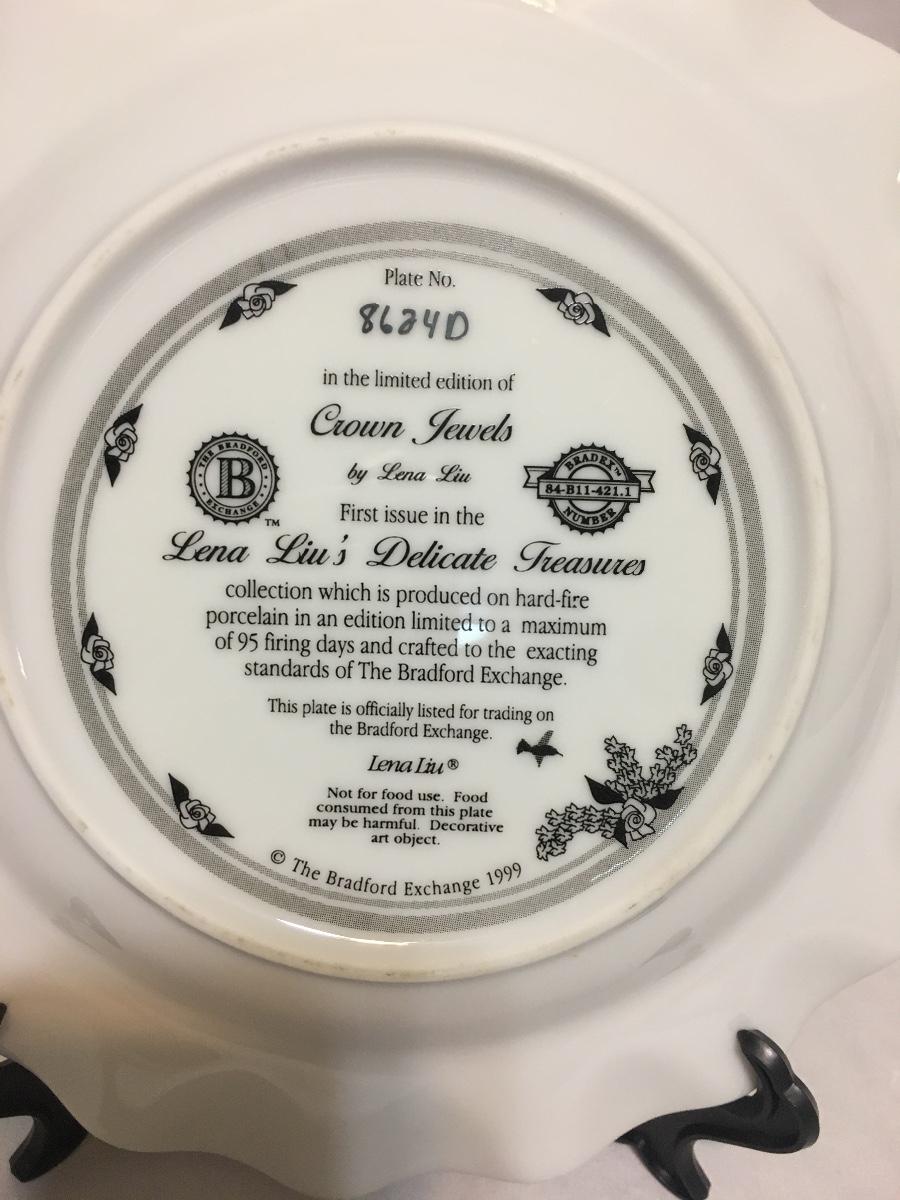 Plate No.
8624D
in the limited edition of
Crown Jewels
by Lena Liu
THE BRADFORD
B
EXCHANGE
TM
BRADEX™
84-B11-421.1
NUMBER
First issue in the
Lena Liu's Delicate Treasures
collection which is produced on hard-fire
porcelain in an edition limited to a maximum
of 95 firing days and crafted to the exacting
standards of The Bradford Exchange.
This plate is officially listed for trading on
the Bradford Exchange.
Lena Liu®
Not for food use. Food
consumed from this plate
may be harmful. Decorative
art object.
© The Bradford Exchange 1999